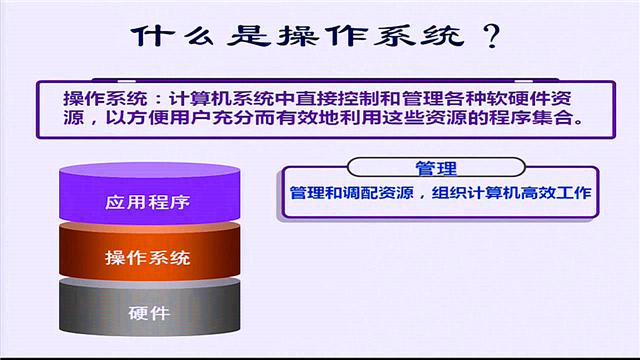 什么是操作系统？
操作系统：计算机系统中直接控制和管理各种软硬件资
源，以方便用户充分而有效地利用这些资源的程序集合。
管理
管理和调配资源，组织计算机高效工作
应用程序
操作系统
硬件